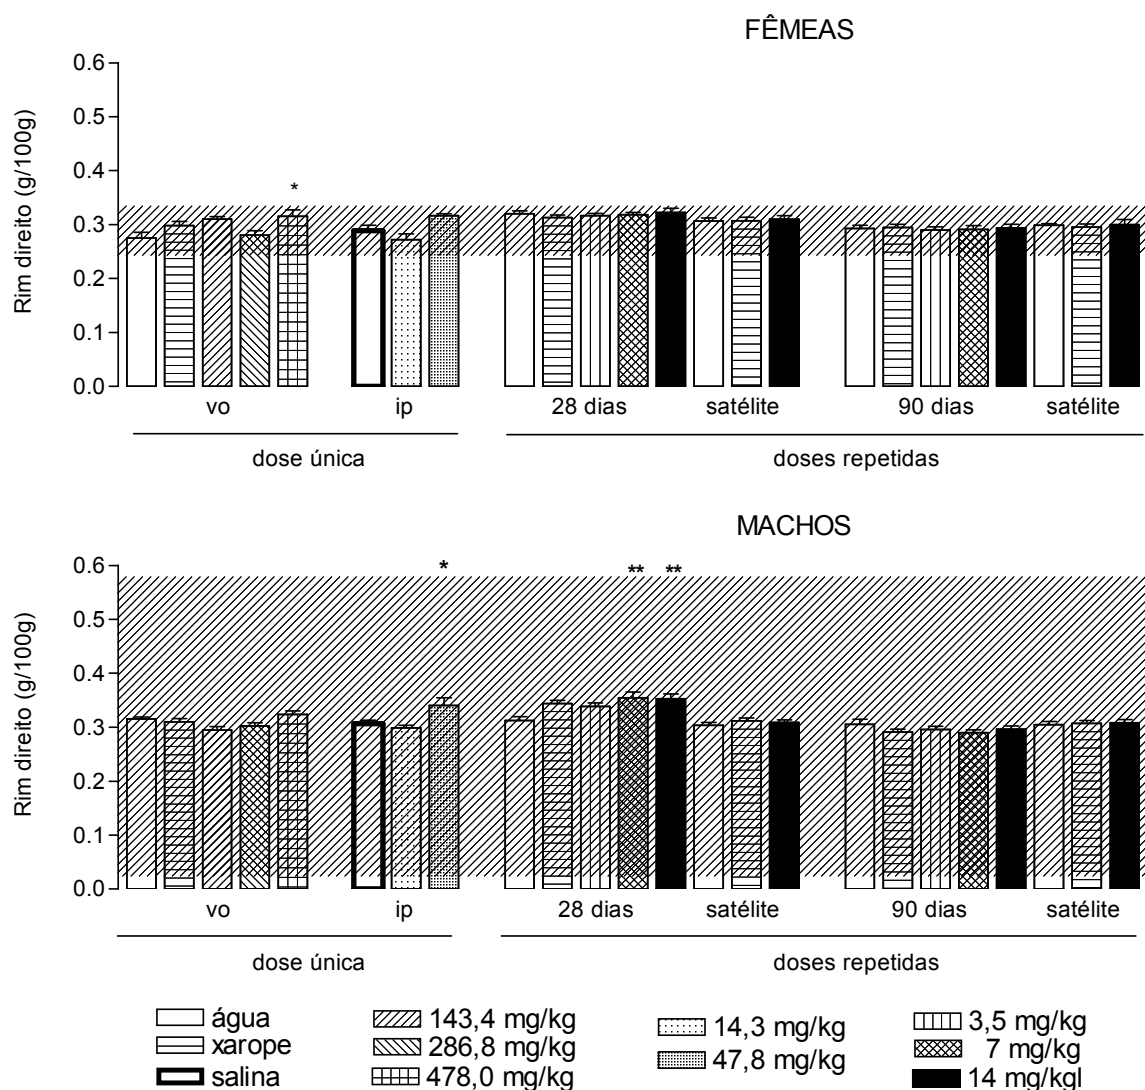 FÊMEAS
Rim direito (g/100g)
0.6
0.5
0.4
0.3
0.2
0.1
0.0
*
vo ip 28 dias satélite 90 dias satélite
dose única doses repetidas
MACHOS
Rim direito (g/100g)
0.6
0.5
0.4
0.3
0.2
0.1
0.0
* ** **
vo ip 28 dias satélite 90 dias satélite
dose única doses repetidas
água 143,4 mg/kg 14,3 mg/kg 3,5 mg/kg
xarope 286,8 mg/kg 47,8 mg/kg 7 mg/kg
salina 478,0 mg/kg 14 mg/kgl